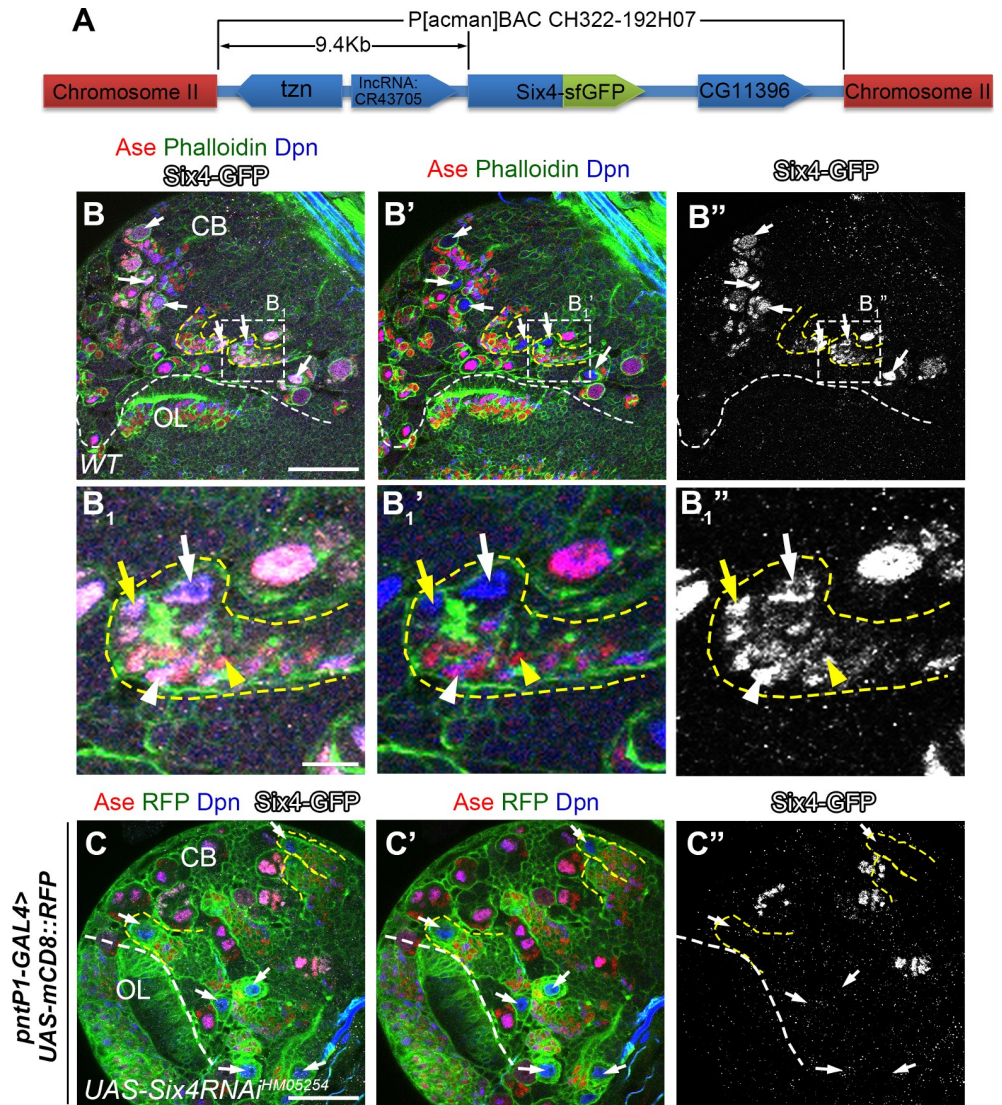 A
P[acman]BAC CH322-192H07
9.4Kb
Chromosome II
tzn
lncRNA:
CR43705
Six4-sfGFP
CG11396
Chromosome II
Ase Phalloidin Dpn
Six4-GFP
Ase Phalloidin Dpn
Six4-GFP
B
CB
B1'
OL
WT
B'
B1'
B''
B1''
B1
B1'
B1''
Ase RFP Dpn Six4-GFP
Ase RFP Dpn
Six4-GFP
pntP1-GAL4>
UAS-mCD8::RFP
C
CB
OL
UAS-Six4RNAiHM05254
C'
C''